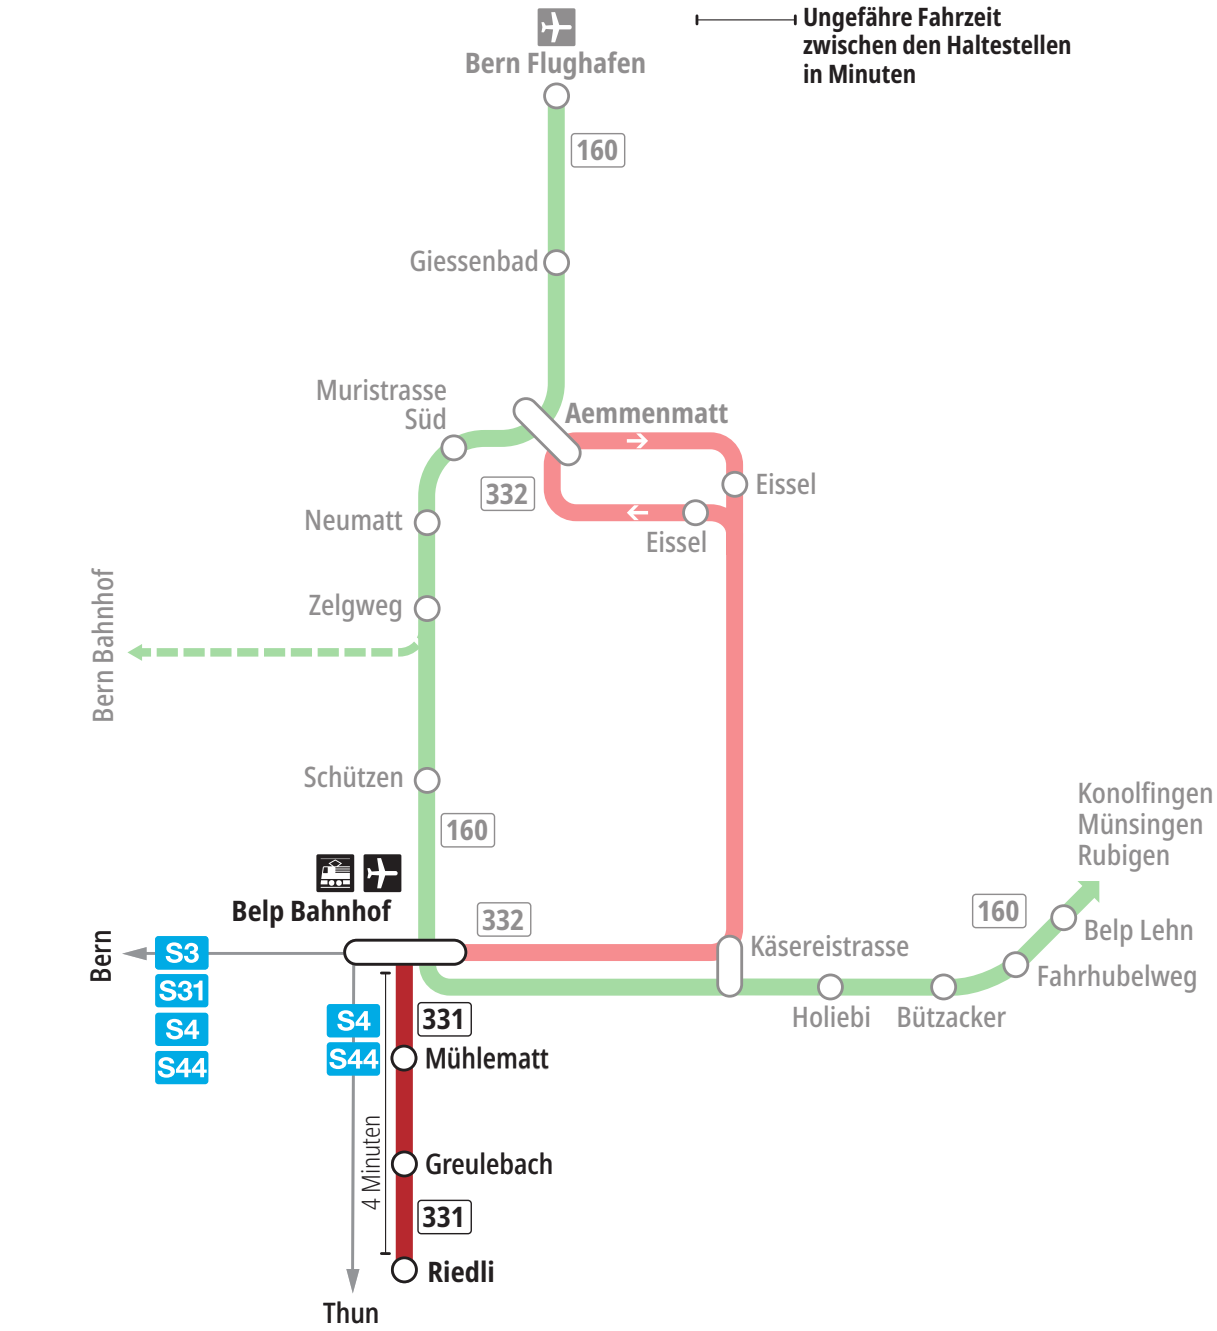 Ungefähre Fahrzeit
zwischen den Haltestellen
in Minuten
Bern Flughafen
160
Giessenbad
Muristrasse
Süd
Aemmenmatt
332
Eissel
Eissel
Neumatt
Zelgweg
Bern Bahnhof
Schützen
160
Konolfingen
Münsingen
Rubigen
Belp Bahnhof
332
160
Belp Lehn
Käsereistrasse
Fahrhubelweg
Holiebi
Bützacker
Bern
S3
S31
S4
S44
S4
S44
331
Mühlematt
4 Minuten
Greulebach
331
Riedli
Thun